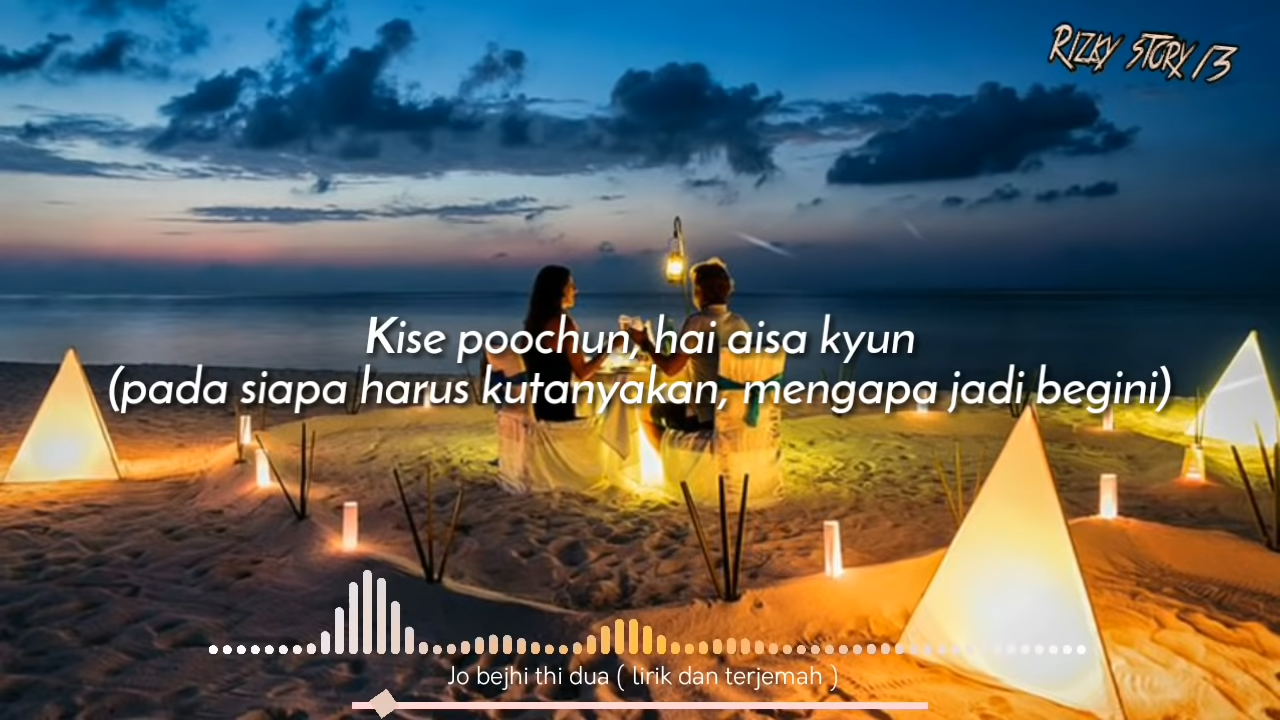 RIZKY STORY 13
Kise poochun, hai aisa kyun
(pada siapa harus kutanyakan, mengapa jadi begini)
Jo bejhi thi dua ( lirik dan terjemah )